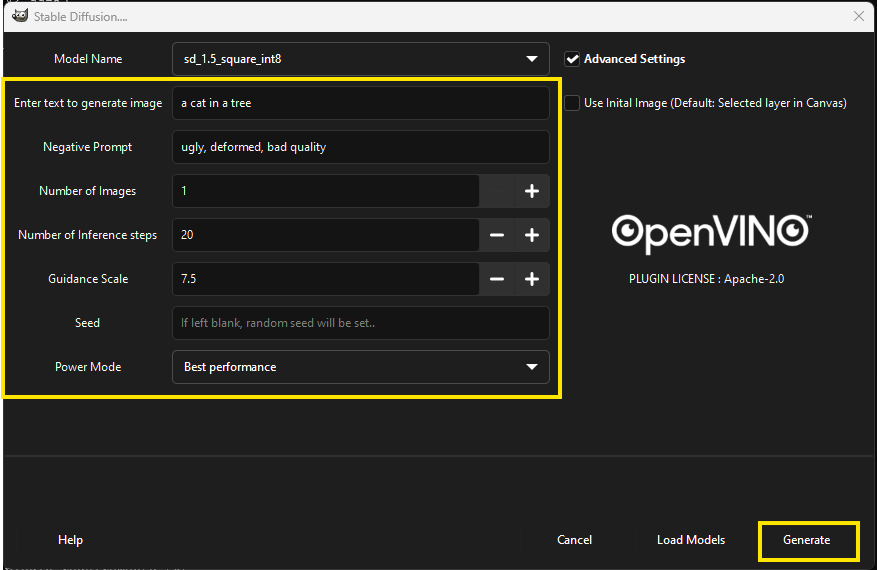 Stable Diffusion....
Model Name sd_1.5_square_int8 Advanced Settings
Enter text to generate image a cat in a tree Use Inital Image (Default: Selected layer in Canvas)
Negative Prompt ugly, deformed, bad quality
Number of Images 1
OpenVINO™
Number of Inference steps 20
Guidance Scale 7.5 PLUGIN LICENSE : Apache-2.0
Seed If left blank, random seed will be set..
Power Mode Best performance
Help Cancel Load Models Generate